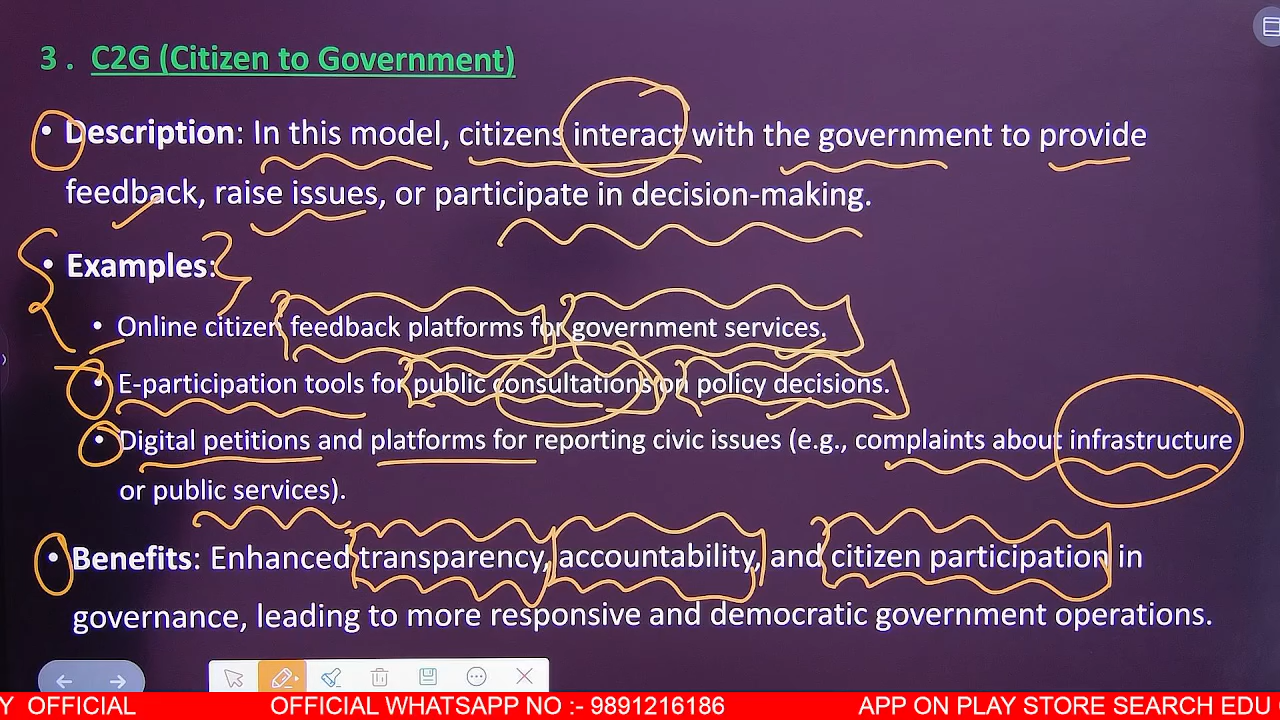 3 . C2G (Citizen to Government)
• Description: In this model, citizens interact with the government to provide
feedback, raise issues, or participate in decision-making.
• Examples:
• Online citizen feedback platforms for government services.
• E-participation tools for public consultations on policy decisions.
• Digital petitions and platforms for reporting civic issues (e.g., complaints about infrastructure
or public services).
• Benefits: Enhanced transparency, accountability, and citizen participation in
governance, leading to more responsive and democratic government operations.
Y OFFICIAL OFFICIAL WHATSAPP NO :- 9891216186 APP ON PLAY STORE SEARCH EDU